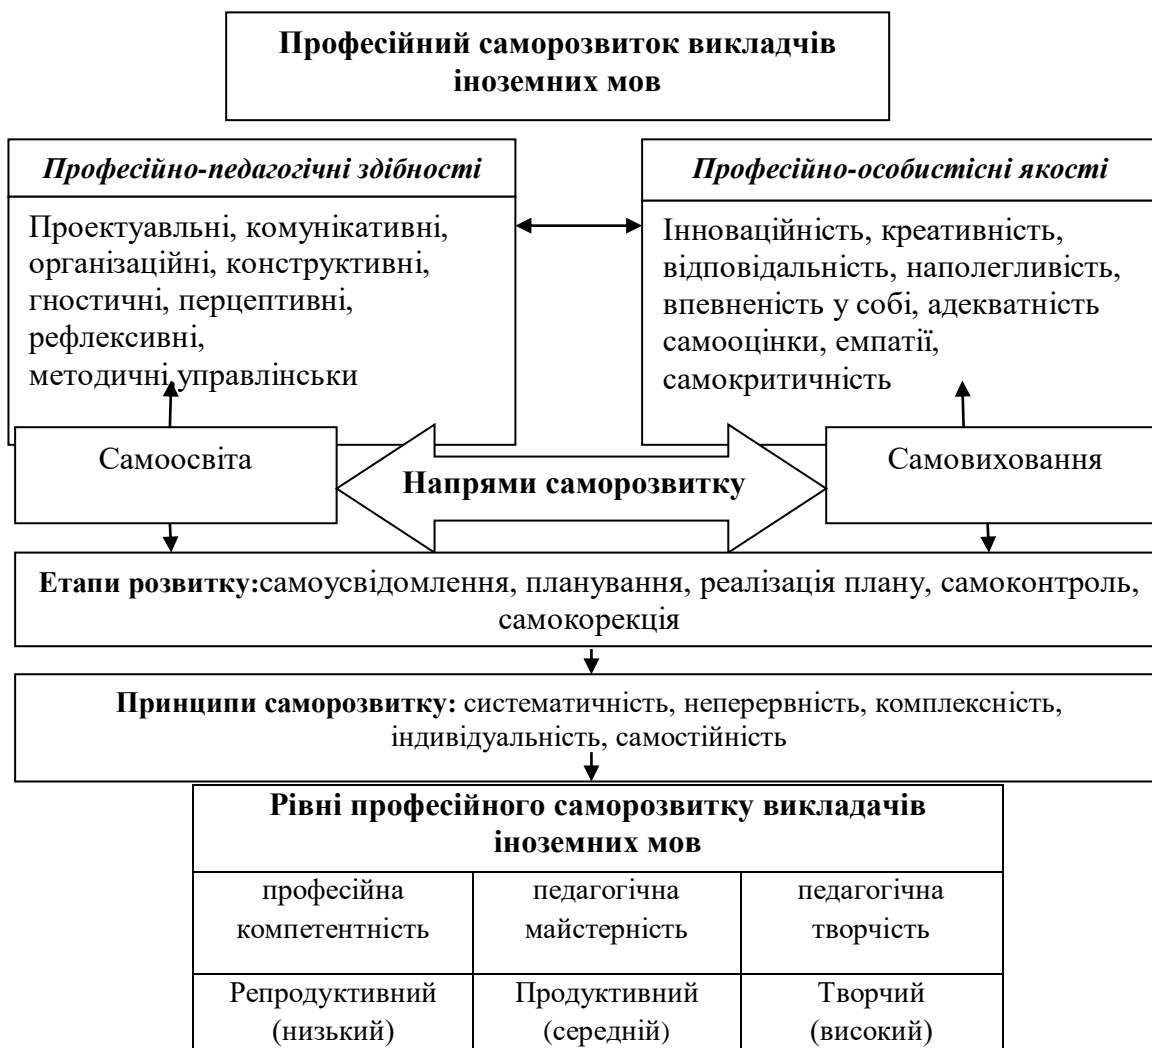 Професійний саморозвиток викладчів
іноземних мов
Професійно-педагогічні здібності
Проектуавльні, комунікативні,
організаційні, конструктивні,
гностичні, перцептивні,
рефлексивні,
методичні управлінськи
Професійно-особистісні якості
Інноваційність, креативність,
відповідальність, наполегливість,
впевненість у собі, адекватність
самооцінки, емпатії,
самокритичність
Самоосвіта
Напрями саморозвитку
Самовиховання
Етапи розвитку:самоусвідомлення, планування, реалізація плану, самоконтроль,
самокорекція
Принципи саморозвитку: систематичність, неперервність, комплексність,
індивідуальність, самостійність
Рівні професійного саморозвитку викладачів
іноземних мов
професійна
компетентність
педагогічна
майстерність
педагогічна
творчість
Репродуктивний
(низький)
Продуктивний
(середній)
Творчий
(високий)